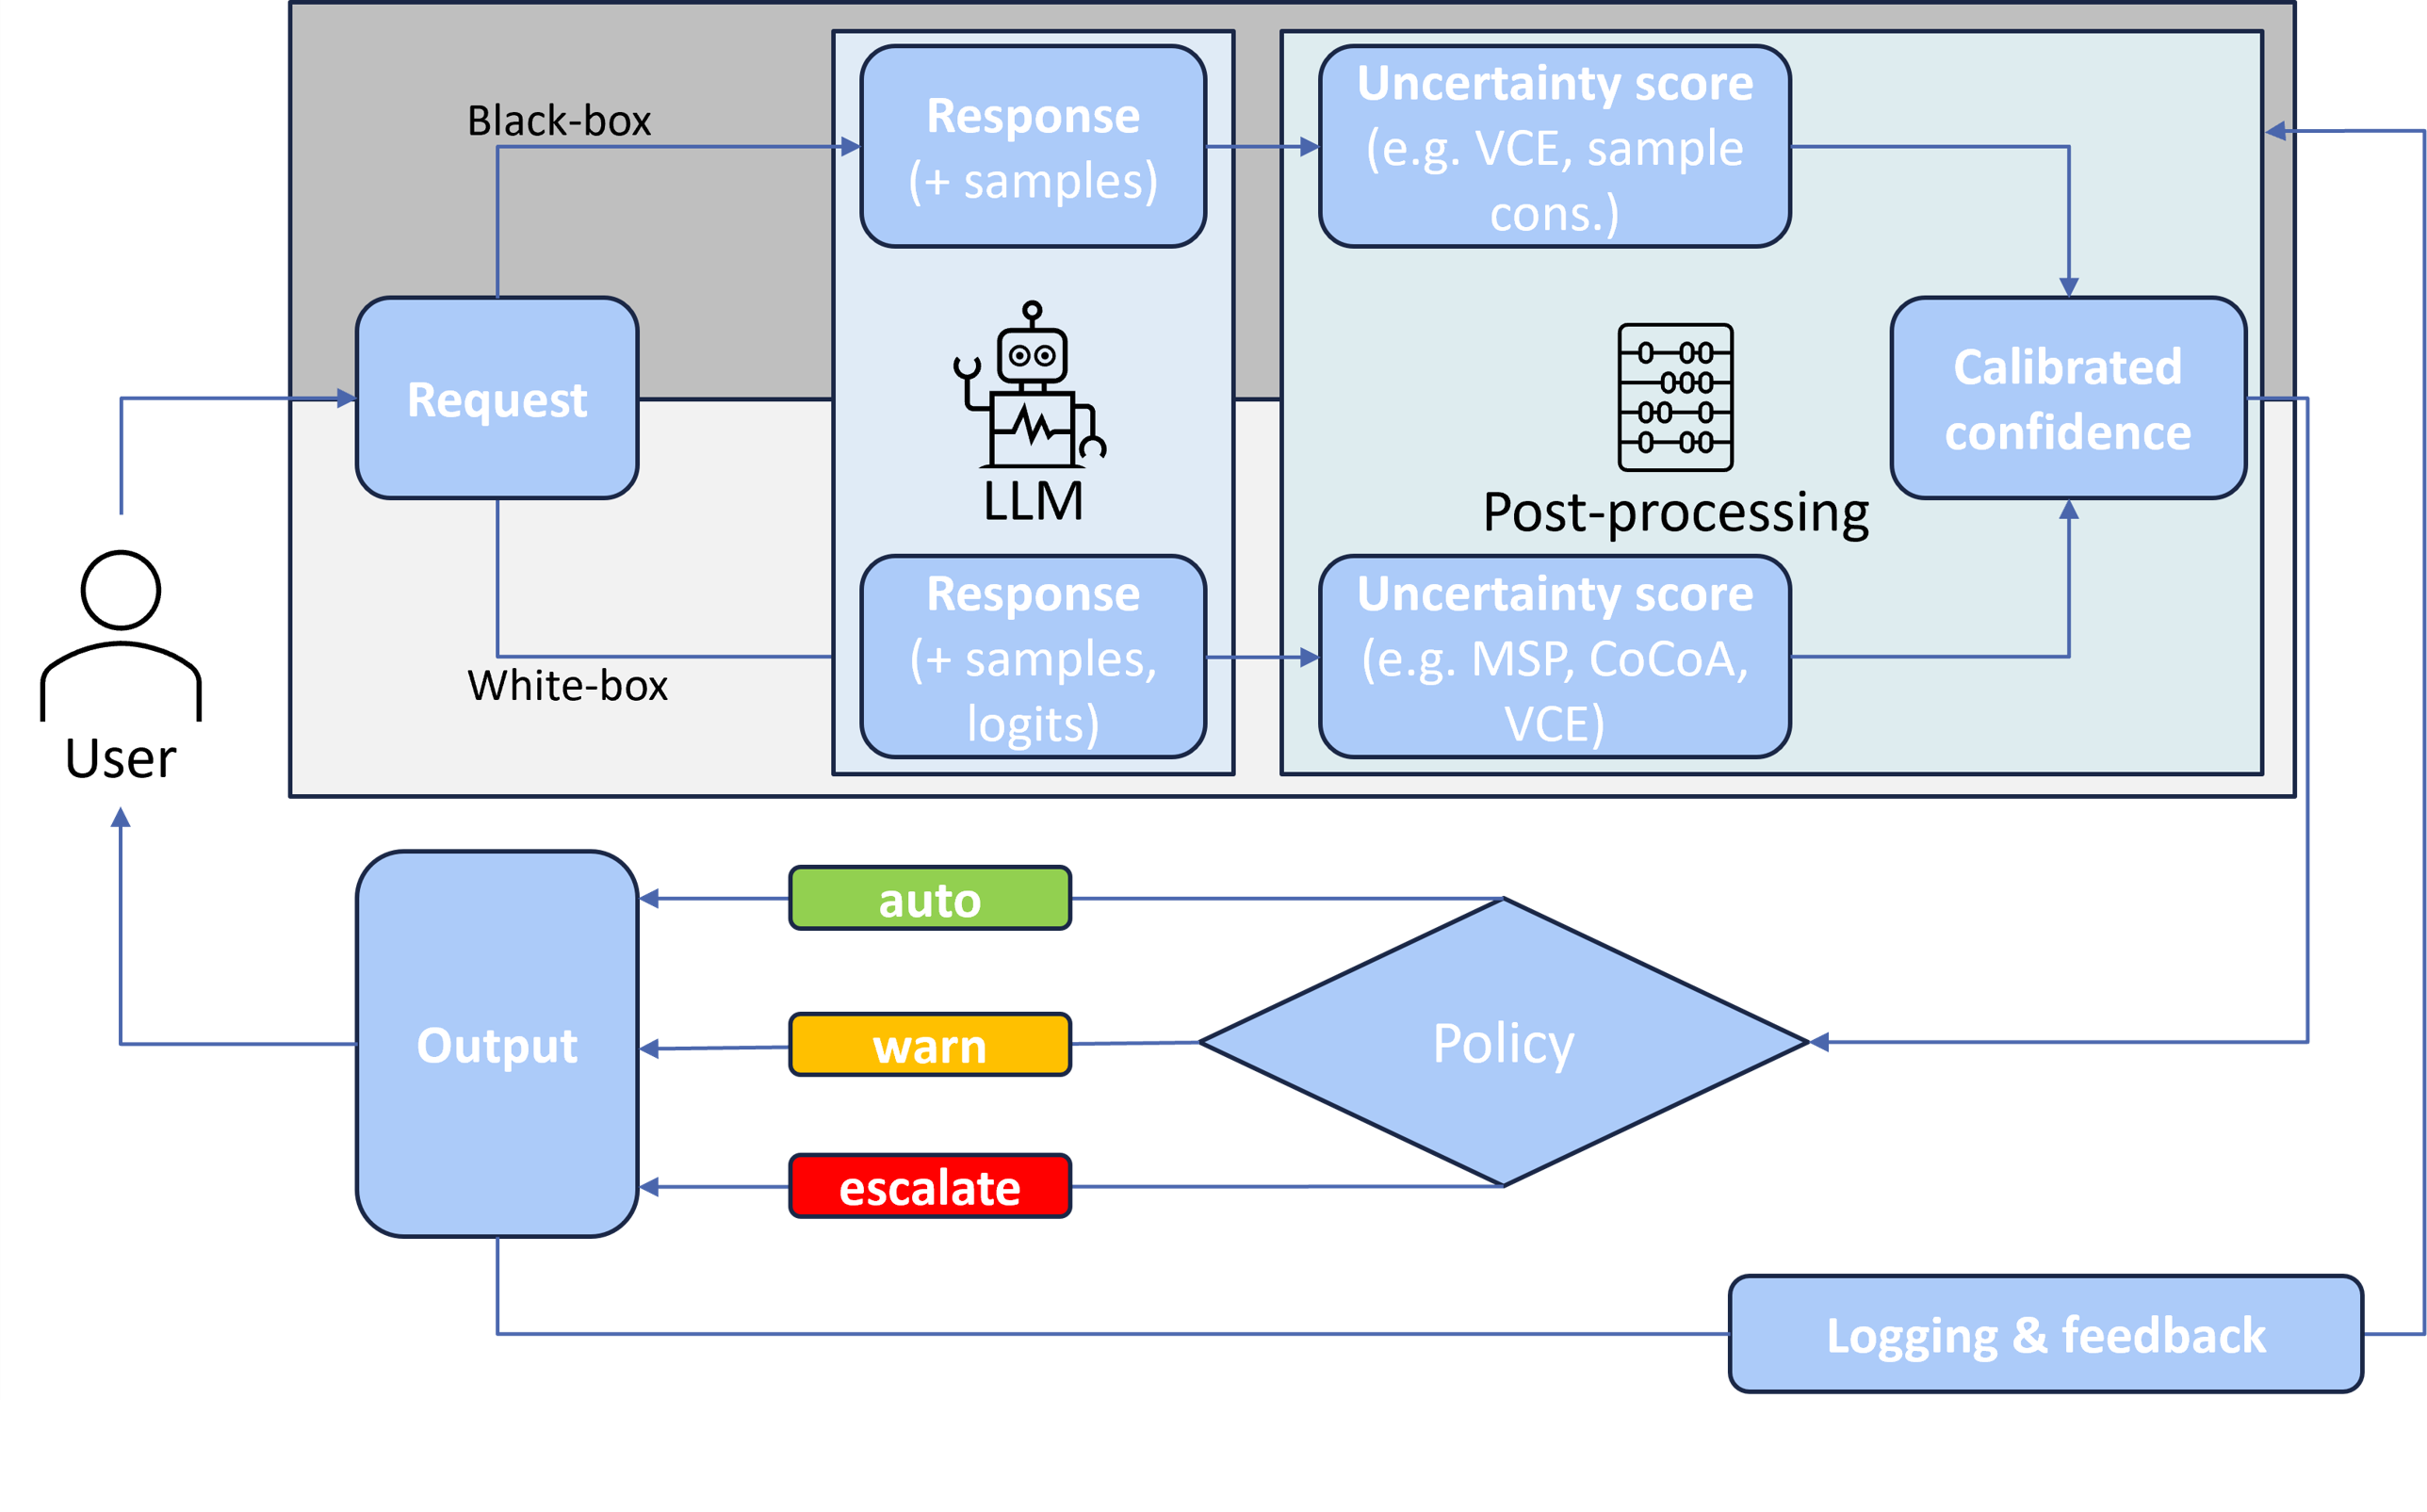 Black-box
Response
(+ samples)
Uncertainty score
(e.g. VCE, sample
cons.)
Request
LLM
Post-processing
Calibrated
confidence
White-box
Response
(+ samples,
logits)
Uncertainty score
(e.g. MSP, CoCoA,
VCE)
User
Output
auto
warn
escalate
Policy
Logging & feedback